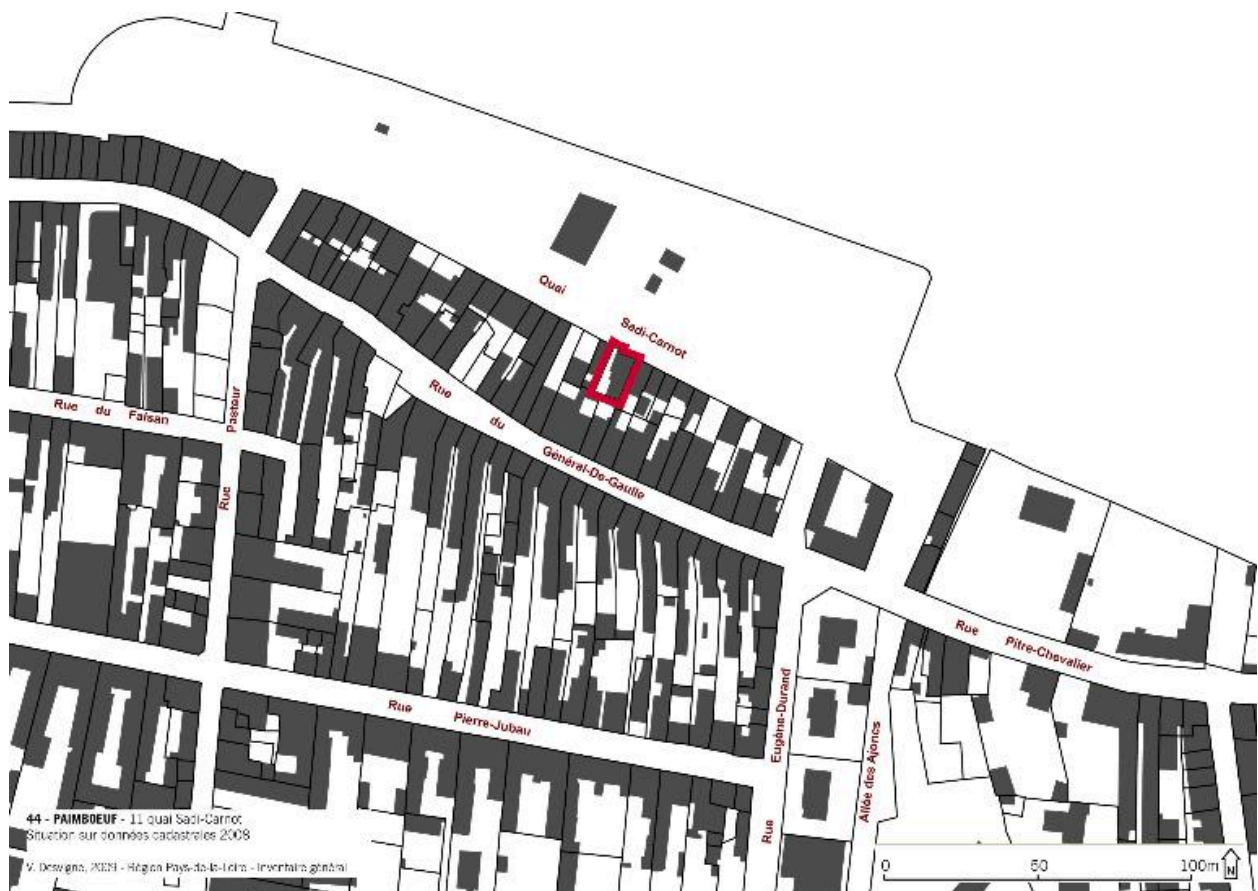 Quai
Sadi-Carnot
Rue du Faisan
Rue Pasteur
Rue du Général-De-Gaulle
Rue Pitre-Chevalier
Rue Pierre-Jubau
Rue Eugène-Durand
Allée des Ajoncs
44 - PAIMBOEUF - 11 quai Sadi-Carnot
Situation sur données cadastrales 2008
V. Desvigne, 2009 - Région Pays-de-la-Loire - Inventaire général
0 50 100m
N